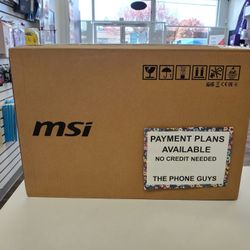 msi
PAYMENT PLANS
AVAILABLE
NO CREDIT NEEDED
THE PHONE GUYS